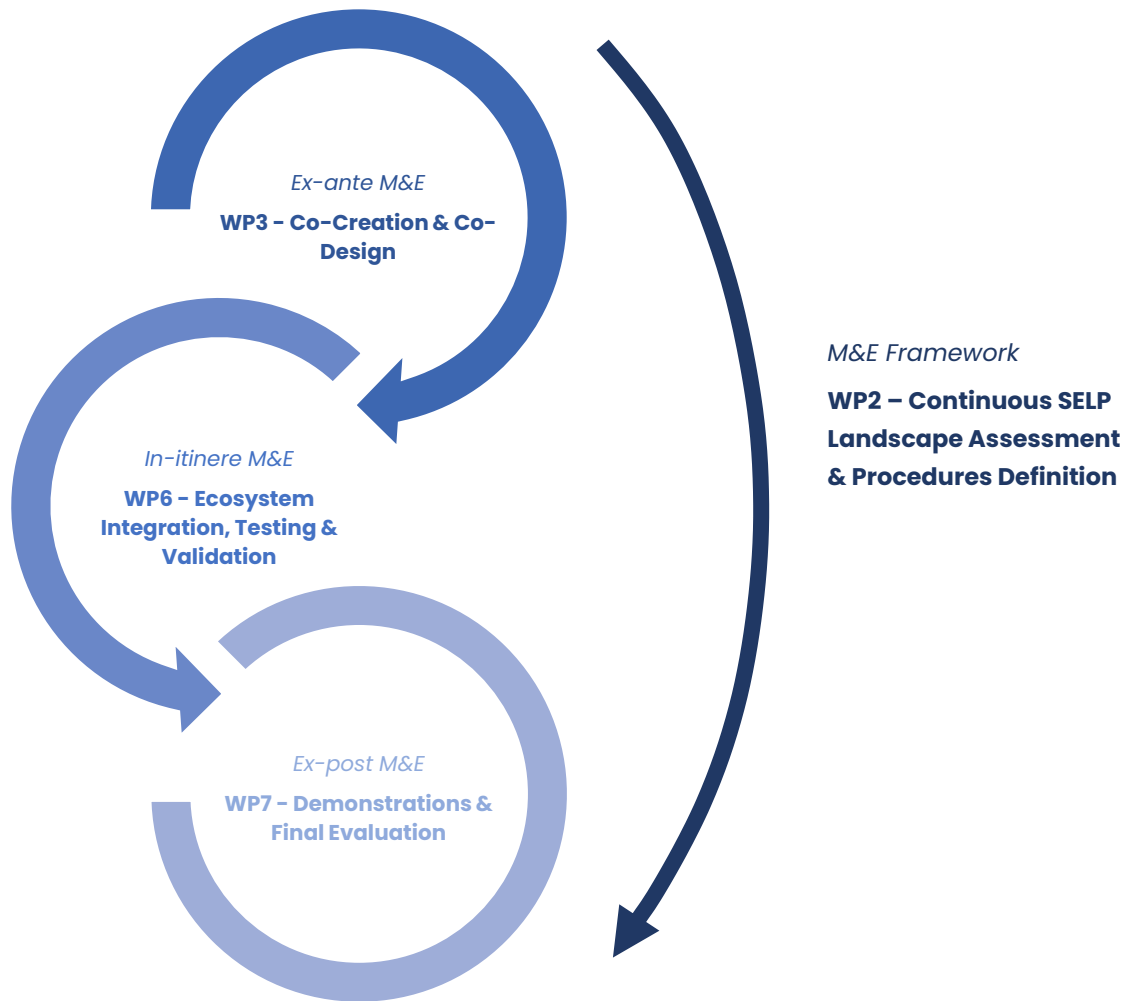 Ex-ante M&E
WP3 - Co-Creation & Co-
Design
M&E Framework
WP2 – Continuous SELP
Landscape Assessment
& Procedures Definition
In-itinere M&E
WP6 - Ecosystem
Integration, Testing &
Validation
Ex-post M&E
WP7 - Demonstrations &
Final Evaluation